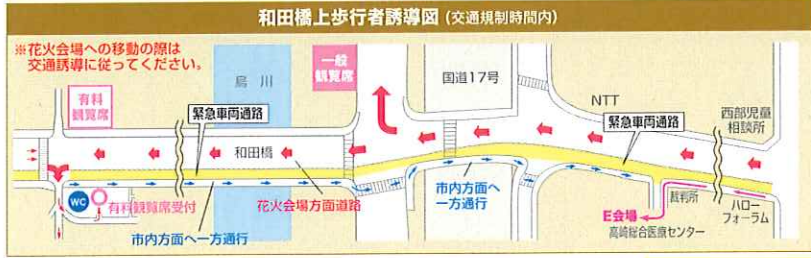 和田橋上歩行者誘導図 (交通規制時間内)
※花火会場への移動の際は
交通誘導に従ってください。
有料
観覧席
烏川
一般
観覧席
国道17号
NTT
西部児童
相談所
緊急車両通路
緊急車両通路
和田橋
WC
有料観覧席受付
花火会場方面道路
市内方面へ一方通行
市内方面へ
一方通行
E会場
高崎総合医療センター
裁判所
ハロー
フォーラム